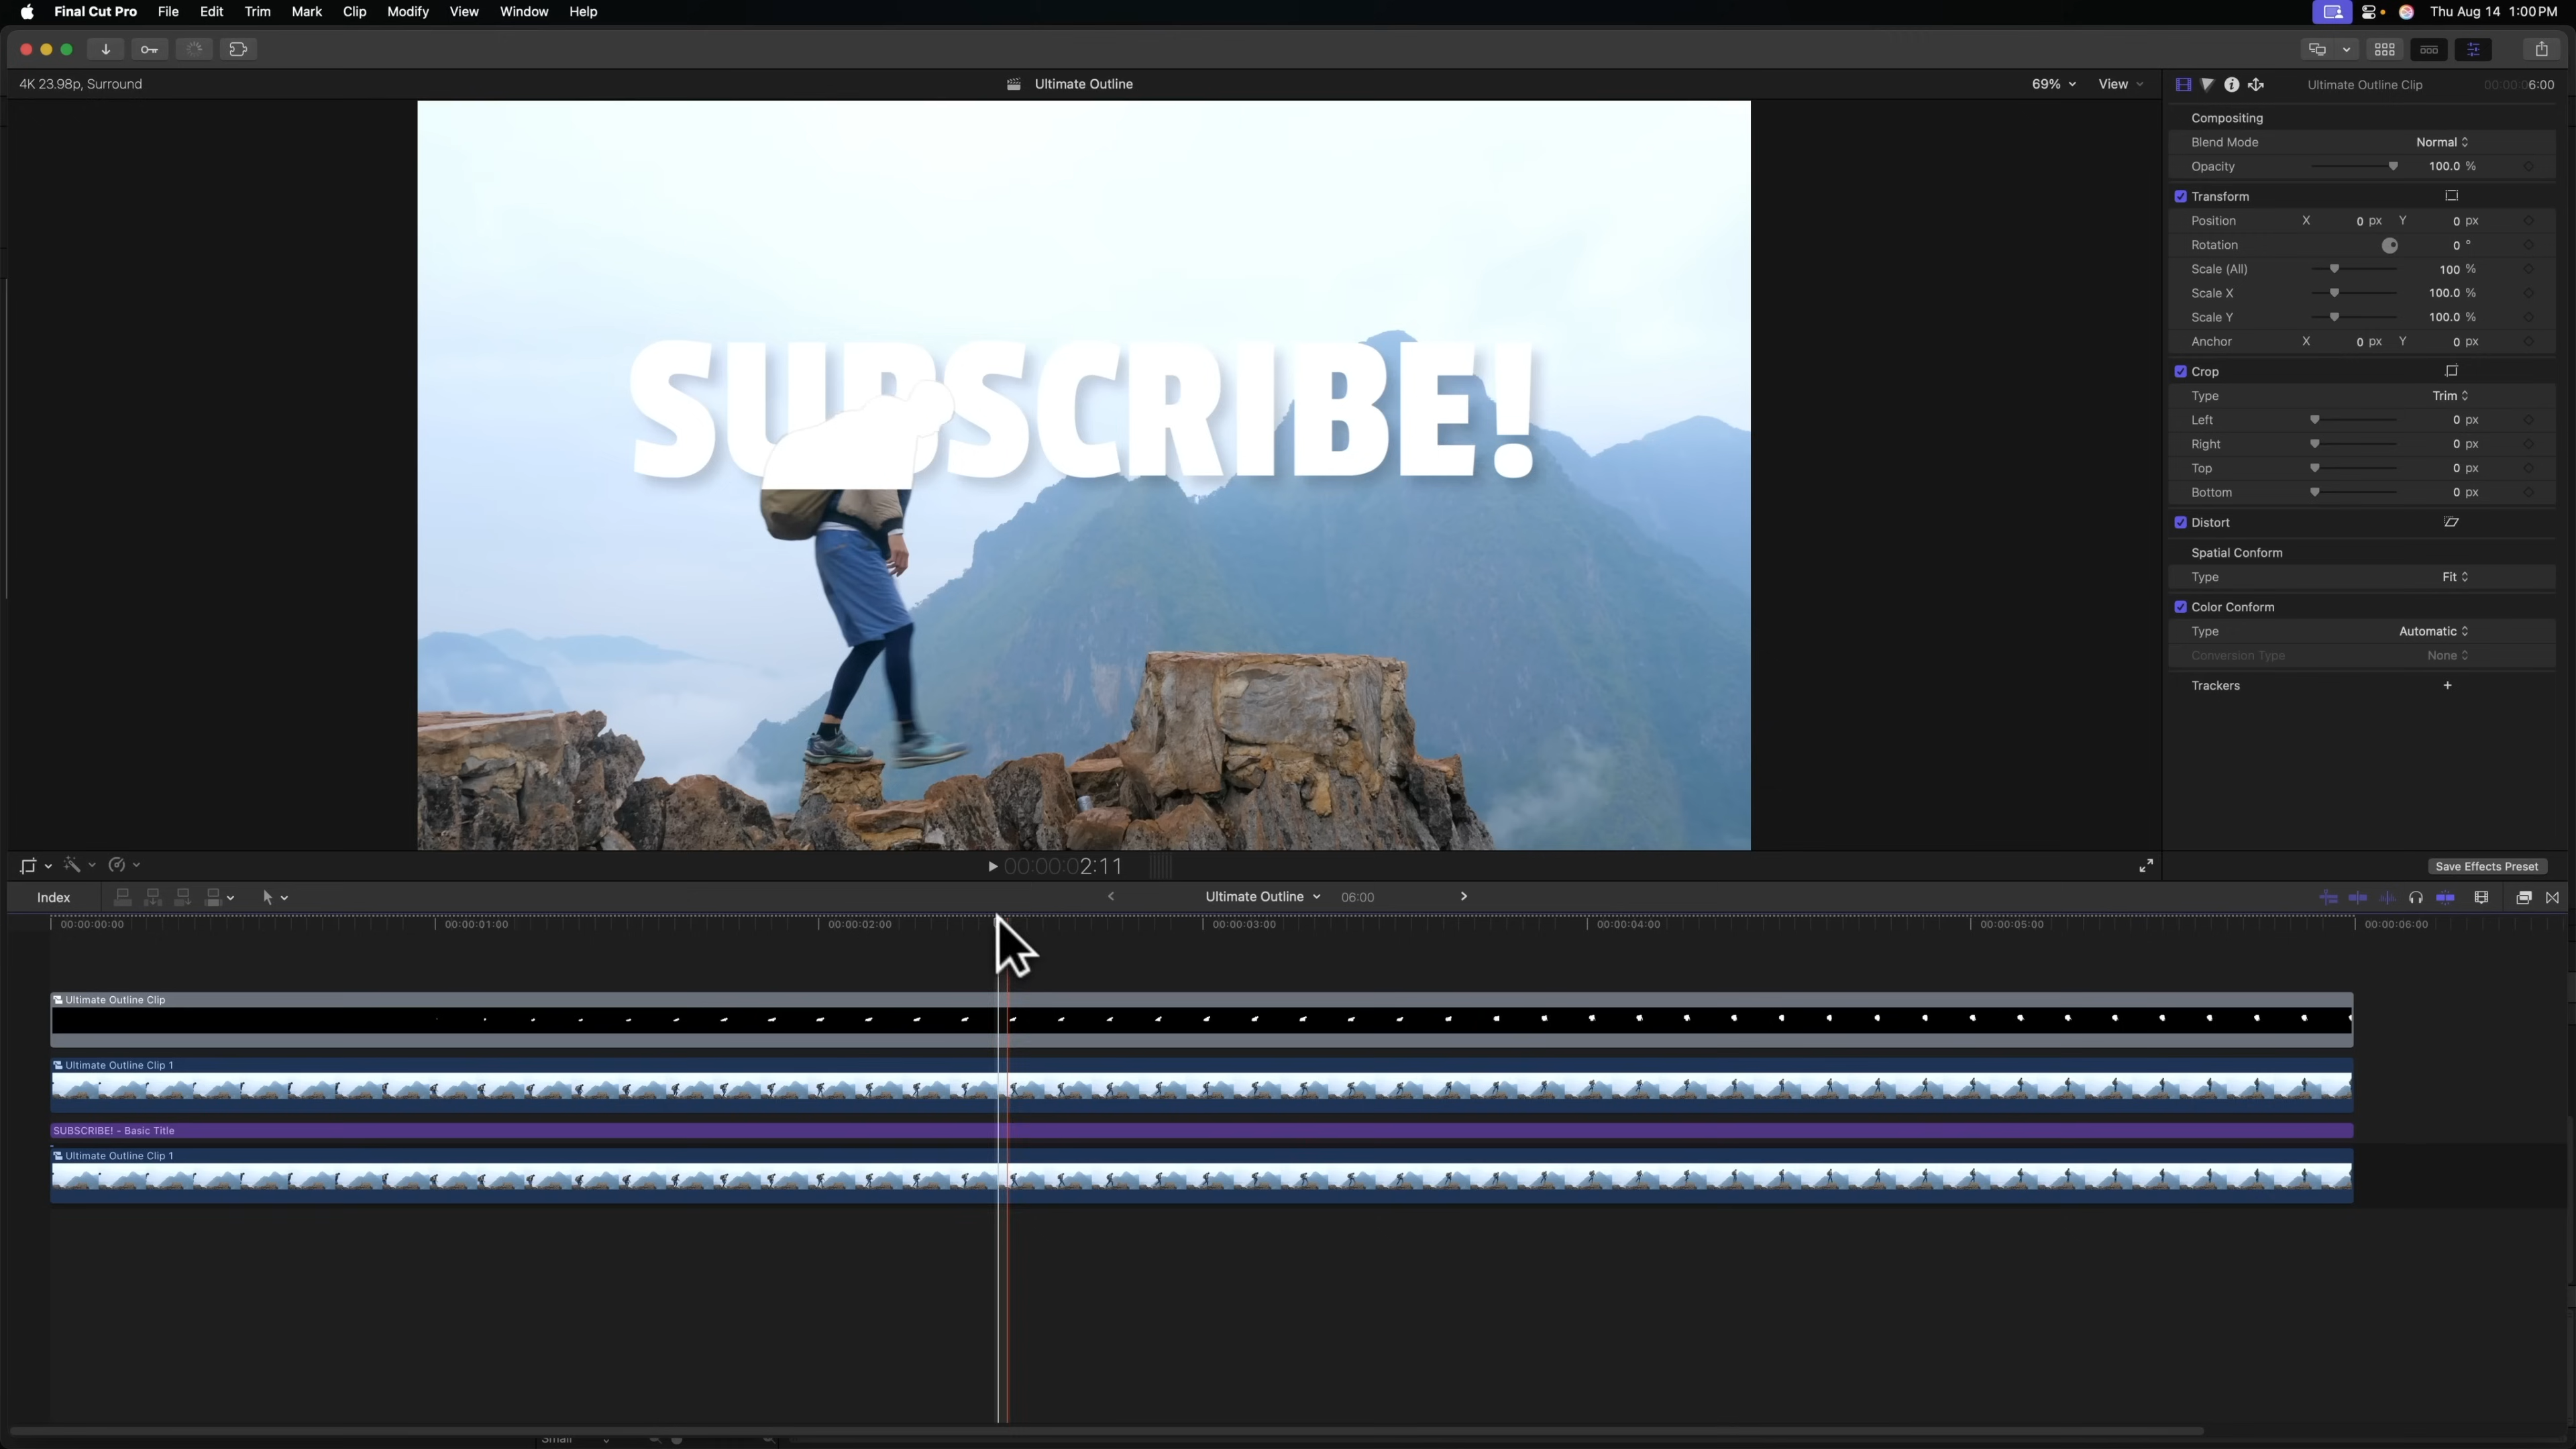 Final Cut Pro File Edit Trim Mark Clip Modify View Window Help Thu Aug 14 1:00 PM
4K 23.98p, Surround Ultimate Outline 69% View Ultimate Outline Clip 00:00:06:00
Compositing
Blend Mode Normal
Opacity 100.0 %
Transform
Position X 0 px Y 0 px
Rotation 0 °
Scale (All) 100 %
Scale X 100.0 %
Scale Y 100.0 %
Anchor X 0 px Y 0 px
Crop
Type Trim
Left 0 px
Right 0 px
Top 0 px
Bottom 0 px
Distort
Spatial Conform
Type Fit
Color Conform
Type Automatic
Conversion Type None
Trackers +
SUBSCRIBE!
00:00:02:11 Save Effects Preset
Index Ultimate Outline 06:00
00:00:00:00 00:00:01:00 00:00:02:00 00:00:03:00 00:00:04:00 00:00:05:00 00:00:06:00
Ultimate Outline Clip
Ultimate Outline Clip 1
SUBSCRIBE! - Basic Title
Ultimate Outline Clip 1
Small